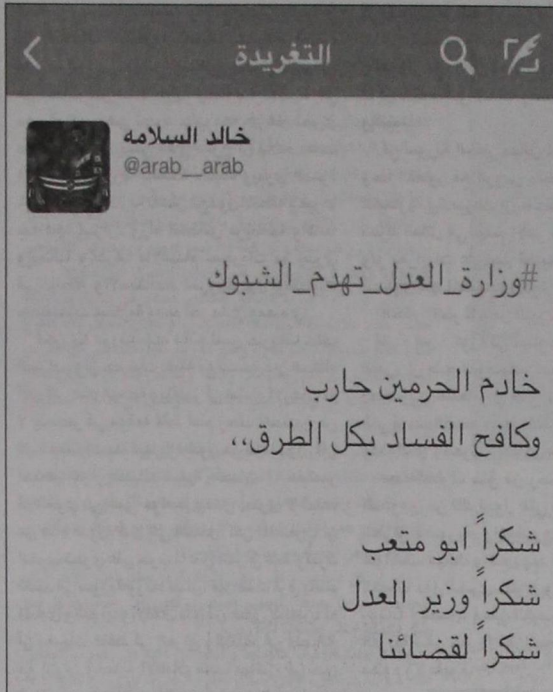 التغريدة
خالد السلامه
@arab__arab
#وزارة_العدل_تهدم_الشبوك
خادم الحرمين حارب
وكافح الفساد بكل الطرق،،
شكراً ابو متعب
شكراً وزير العدل
شكراً لقضائنا